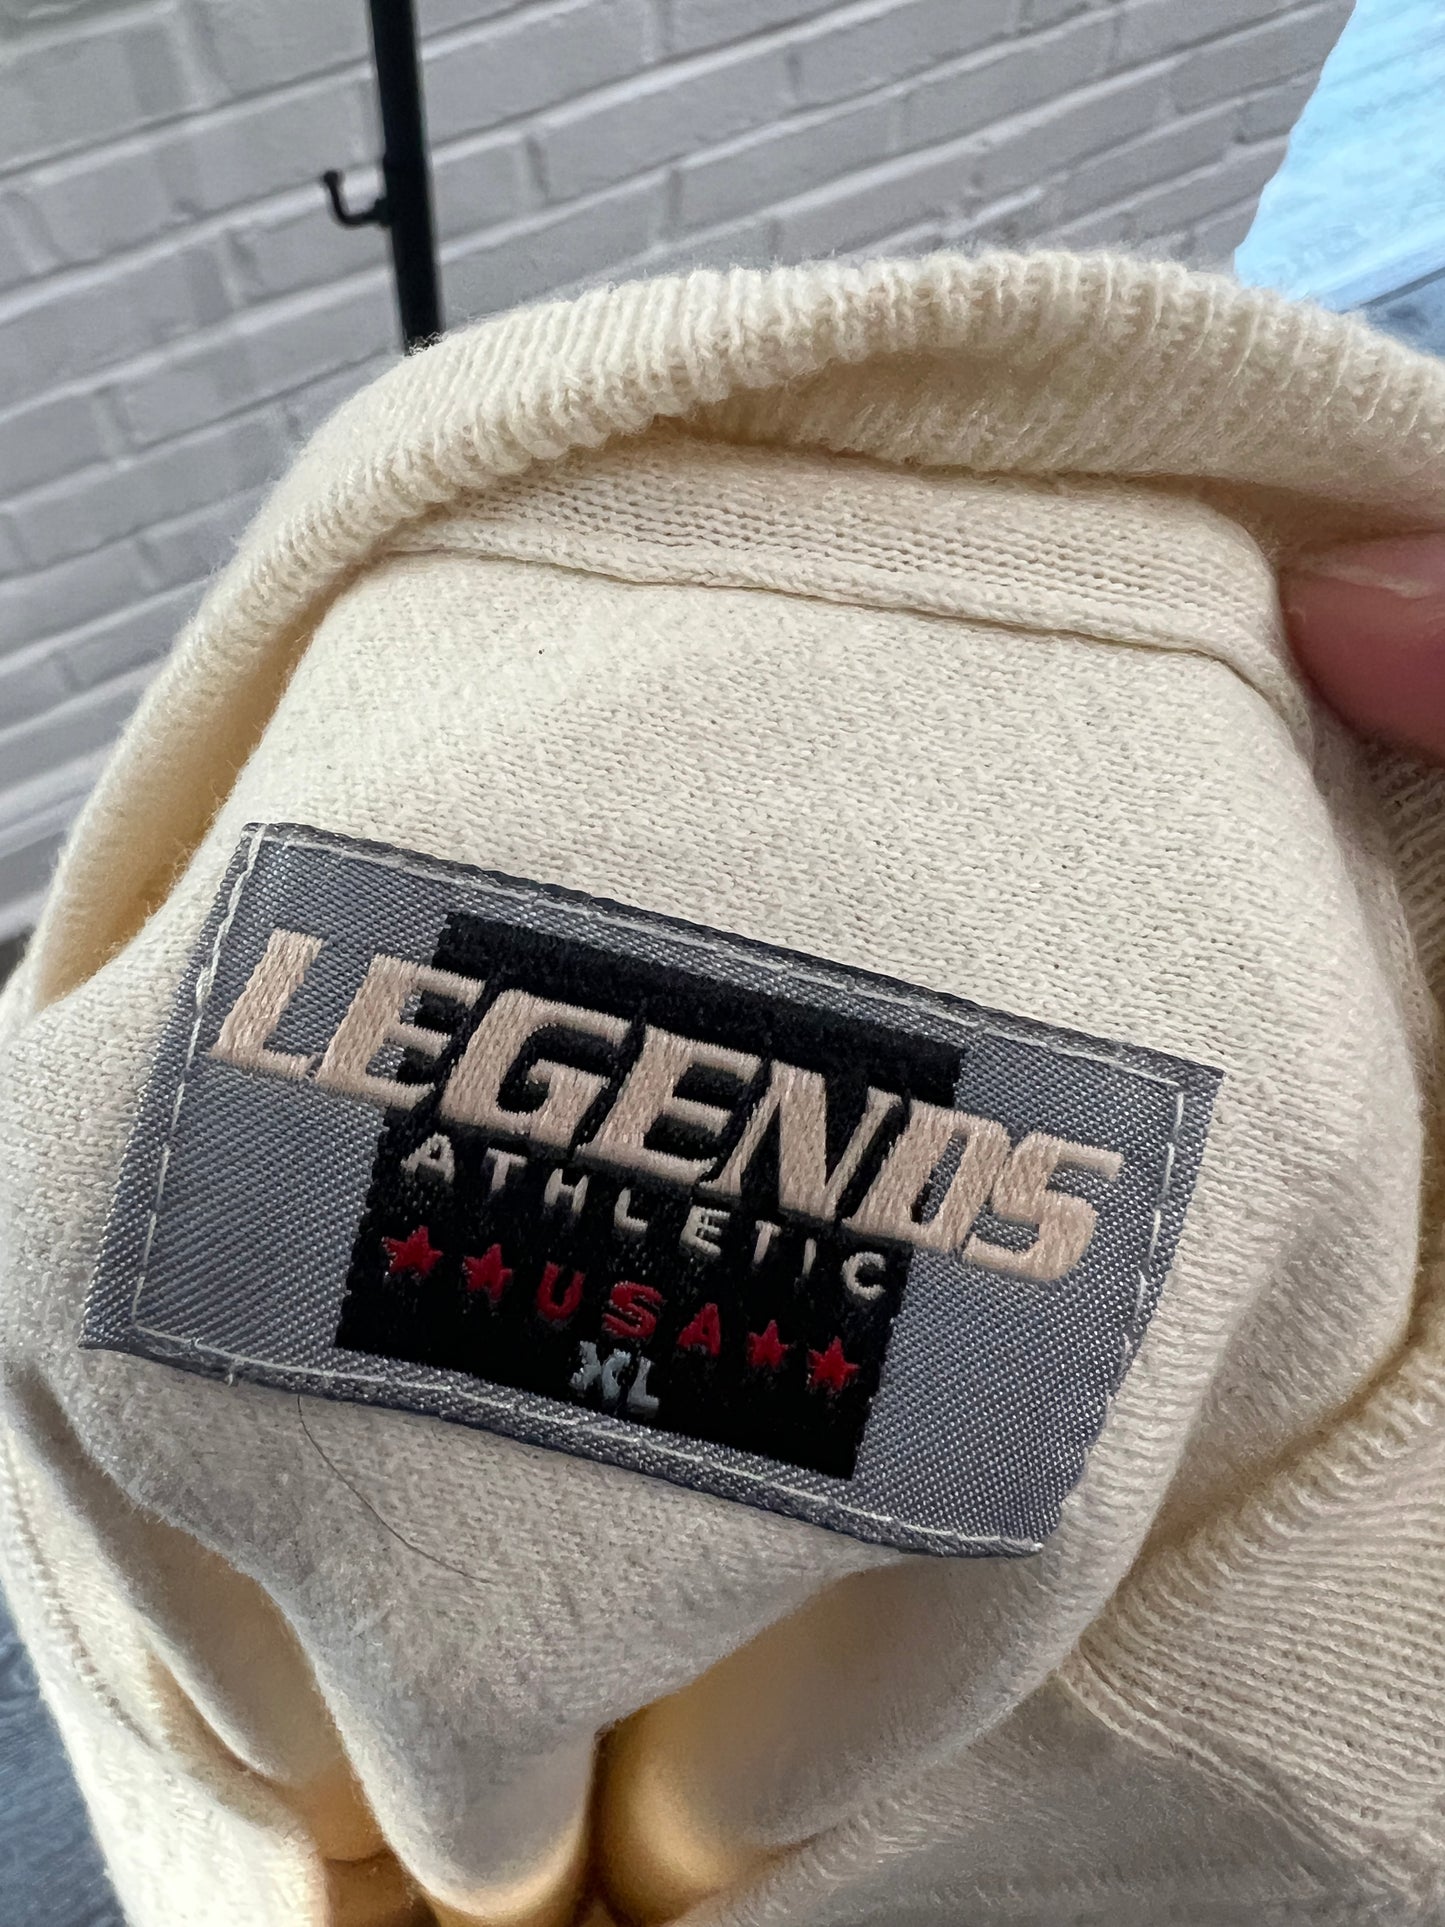 LEGENDS
ATHLETIC
★★USA★★
XL